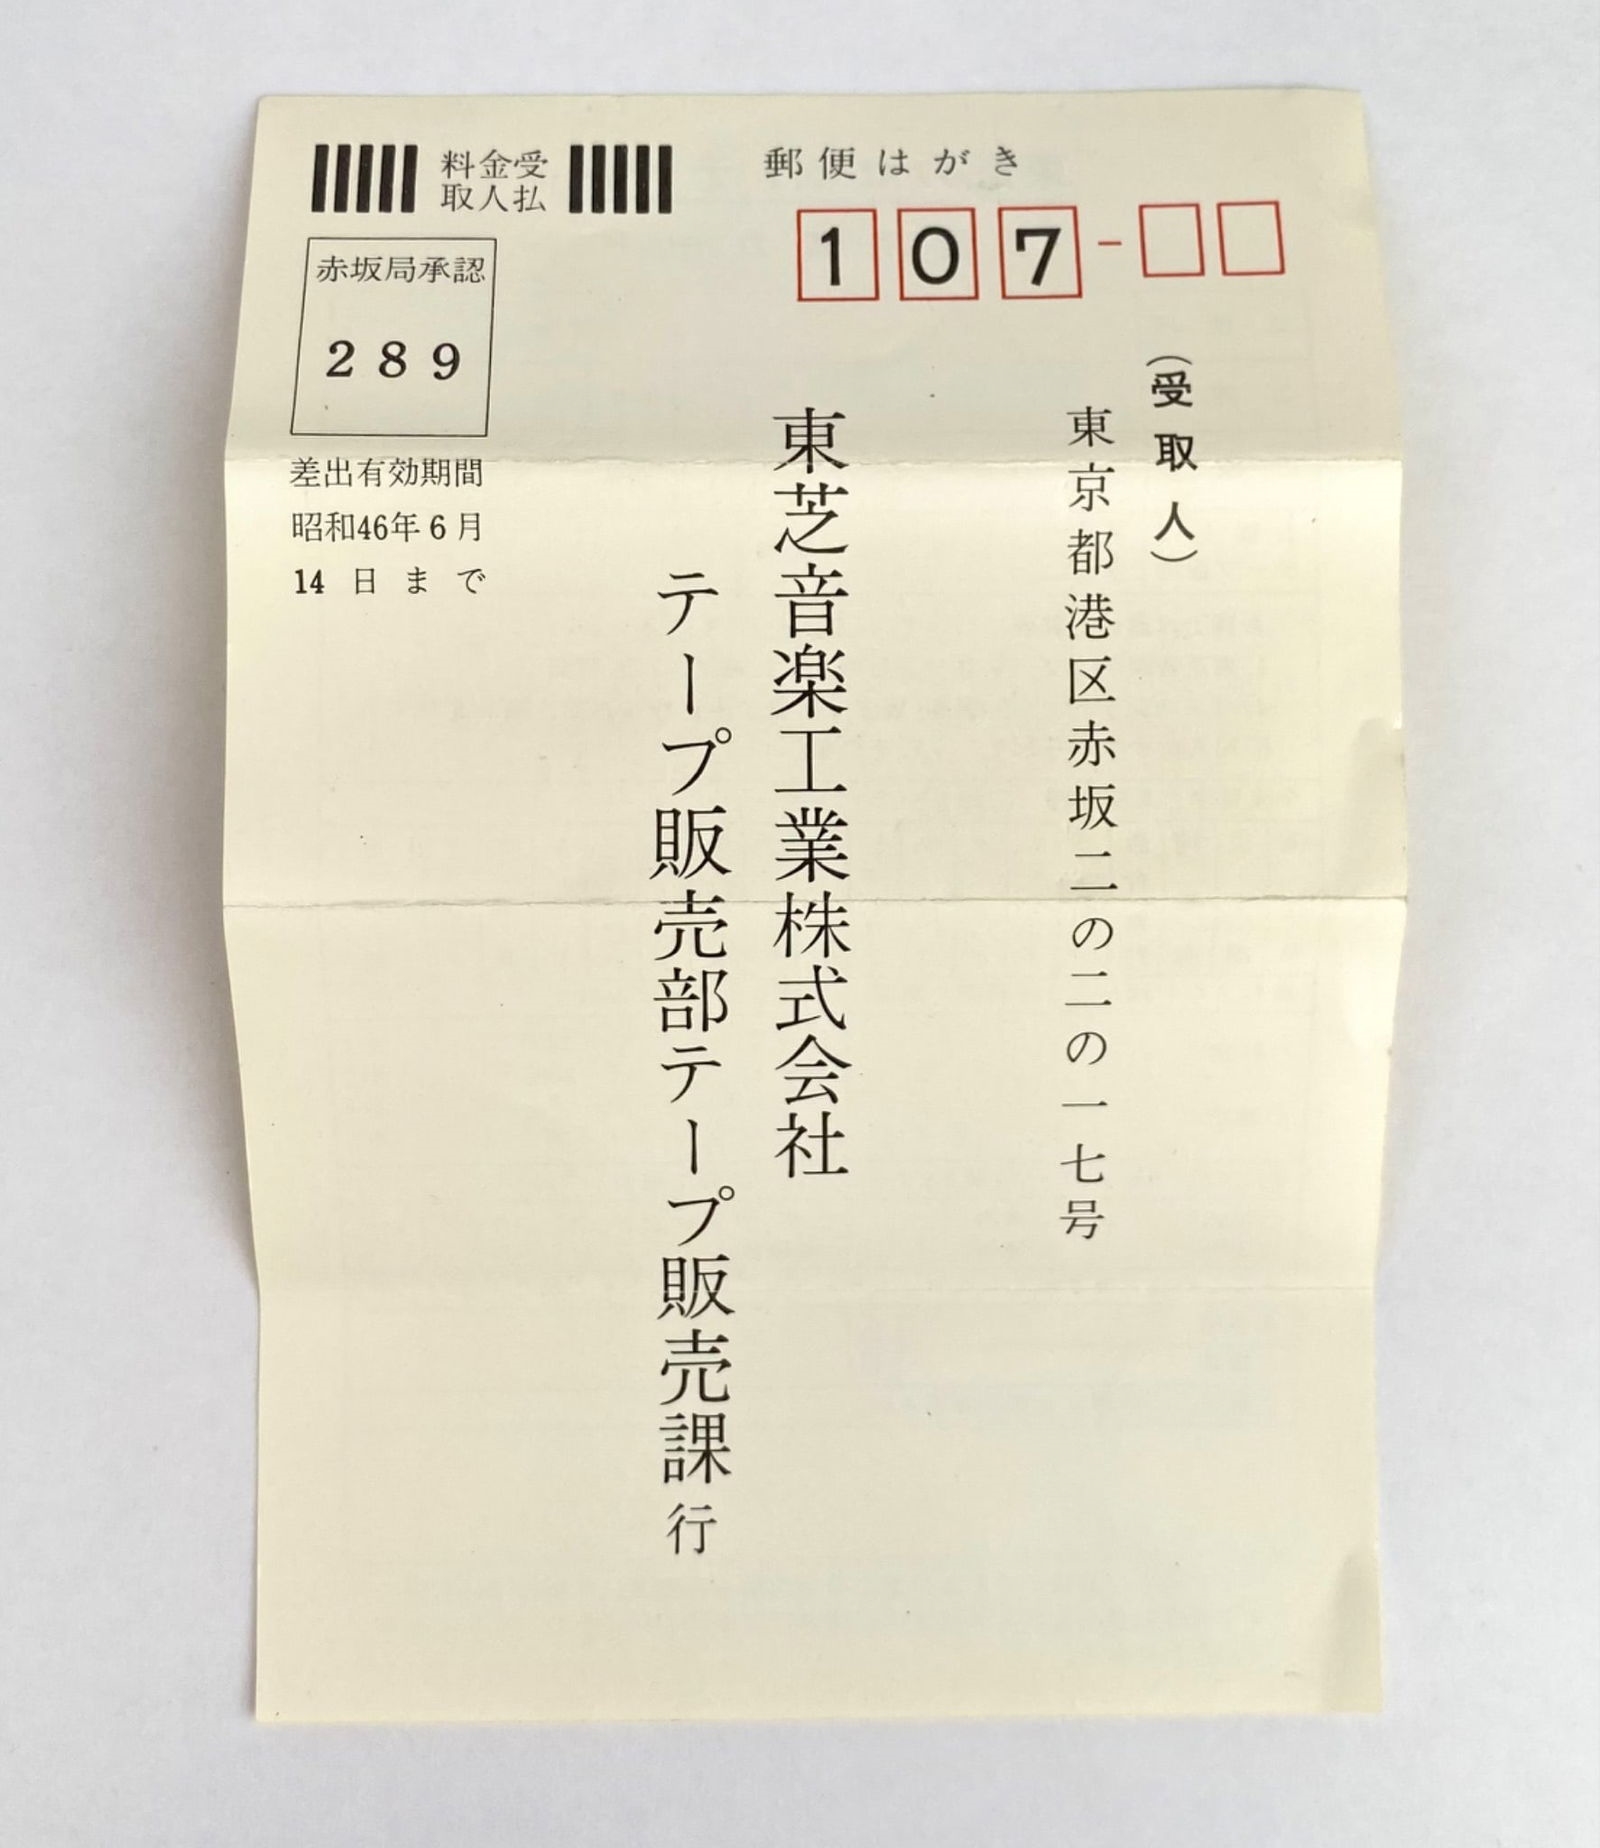 料金受
取人払
郵便はがき
107-
赤坂局承認
289
差出有効期間
昭和46年6月
14日まで
(受取人)
東京都港区赤坂二の二の一七号
東芝音楽工業株式会社
テープ販売部テープ販売課行